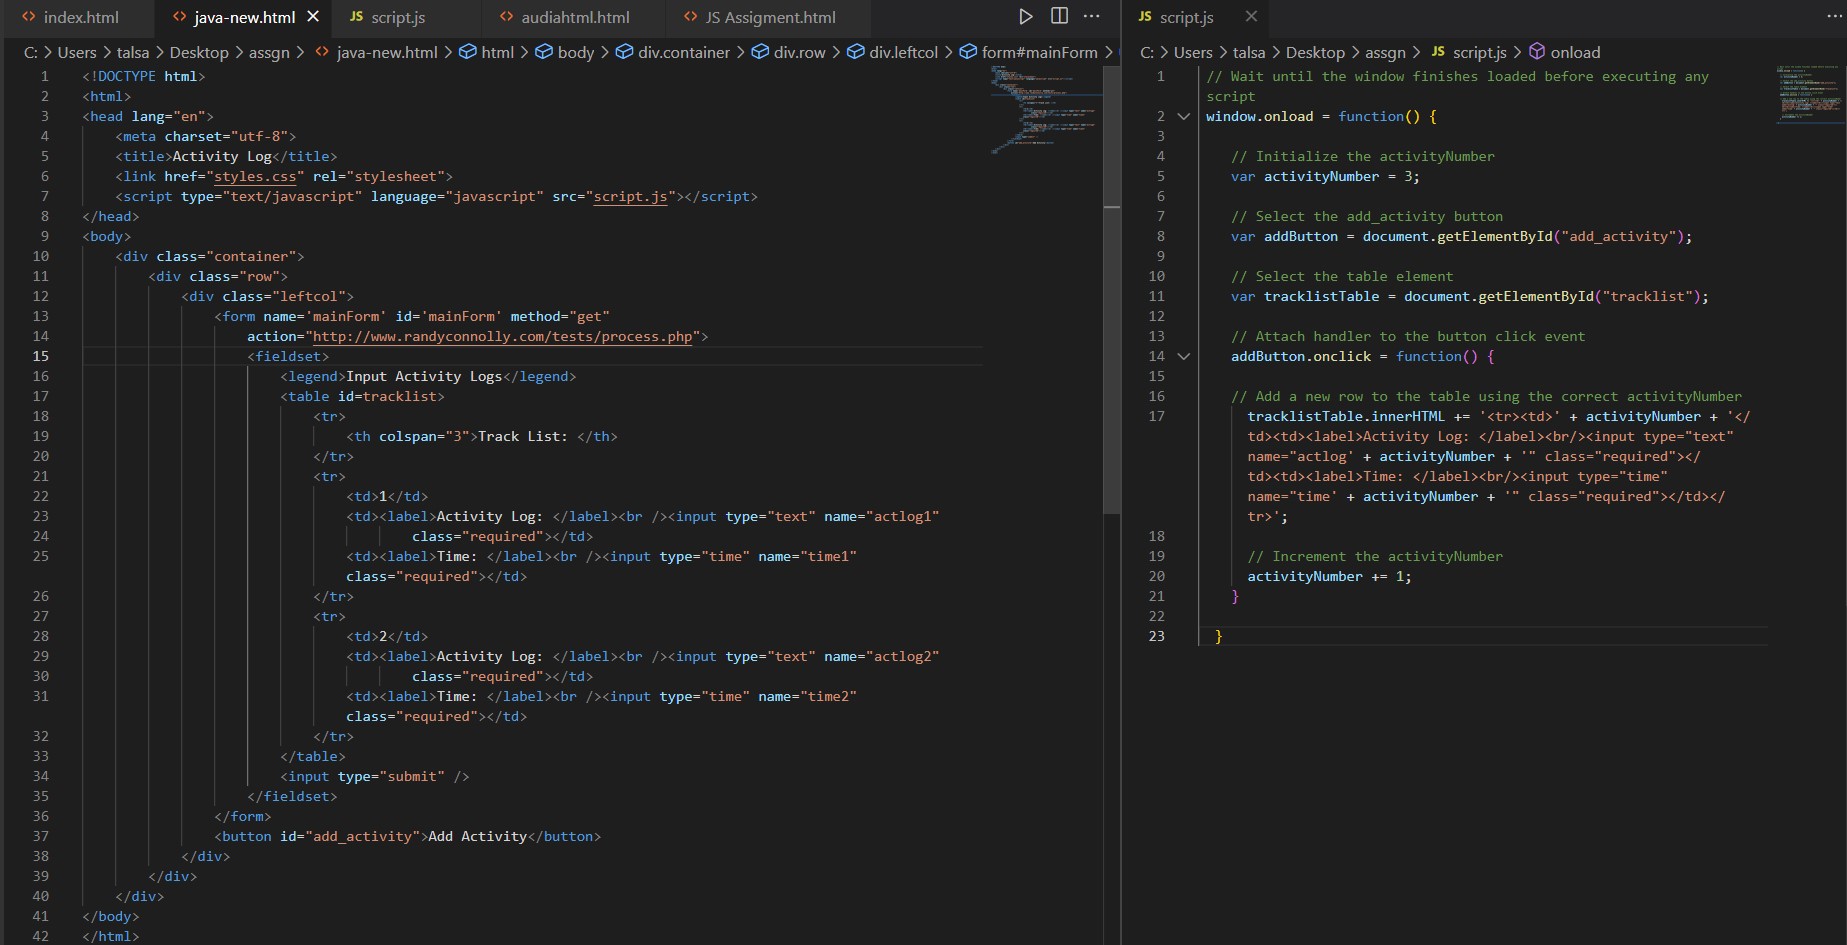 index.html java-new.html JS script.js audiahtml.html JS Assigment.html
C: > Users > talsa > Desktop > assgn > java-new.html > html > body > div.container > div.row > div.leftcol > form#mainForm >
1 <!DOCTYPE html>
2 <html>
3 <head lang="en">
4 <meta charset="utf-8">
5 <title>Activity Log</title>
6 <link href="styles.css" rel="stylesheet">
7 <script type="text/javascript" language="javascript" src="script.js"></script>
8 </head>
9 <body>
10 <div class="container">
11 <div class="row">
12 <div class="leftcol">
13 <form name='mainForm' id='mainForm' method="get"
14 action="http://www.randyconnolly.com/tests/process.php">
15 <fieldset>
16 <legend>Input Activity Logs</legend>
17 <table id=tracklist>
18 <tr>
19 <th colspan="3">Track List: </th>
20 </tr>
21 <tr>
22 <td>1</td>
23 <td><label>Activity Log: </label><br /><input type="text" name="actlog1"
24 class="required"></td>
25 <td><label>Time: </label><br /><input type="time" name="time1"
class="required"></td>
26 </tr>
27 <tr>
28 <td>2</td>
29 <td><label>Activity Log: </label><br /><input type="text" name="actlog2"
30 class="required"></td>
31 <td><label>Time: </label><br /><input type="time" name="time2"
class="required"></td>
32 </tr>
33 </table>
34 <input type="submit" />
35 </fieldset>
36 </form>
37 <button id="add_activity">Add Activity</button>
38 </div>
39 </div>
40 </div>
41 </body>
42 </html>
JS script.js
C: > Users > talsa > Desktop > assgn > JS script.js > onload
1 // Wait until the window finishes loaded before executing any
script
2 window.onload = function() {
3
4 // Initialize the activityNumber
5 var activityNumber = 3;
6
7 // Select the add_activity button
8 var addButton = document.getElementById("add_activity");
9
10 // Select the table element
11 var tracklistTable = document.getElementById("tracklist");
12
13 // Attach handler to the button click event
14 addButton.onclick = function() {
15
16 // Add a new row to the table using the correct activityNumber
17 tracklistTable.innerHTML += '<tr><td>' + activityNumber + '</
td><td><label>Activity Log: </label><br/><input type="text"
name="actlog' + activityNumber + '" class="required"></
td><td><label>Time: </label><br/><input type="time"
name="time' + activityNumber + '" class="required"></td></
tr>';
18
19 // Increment the activityNumber
20 activityNumber += 1;
21 }
22
23 }